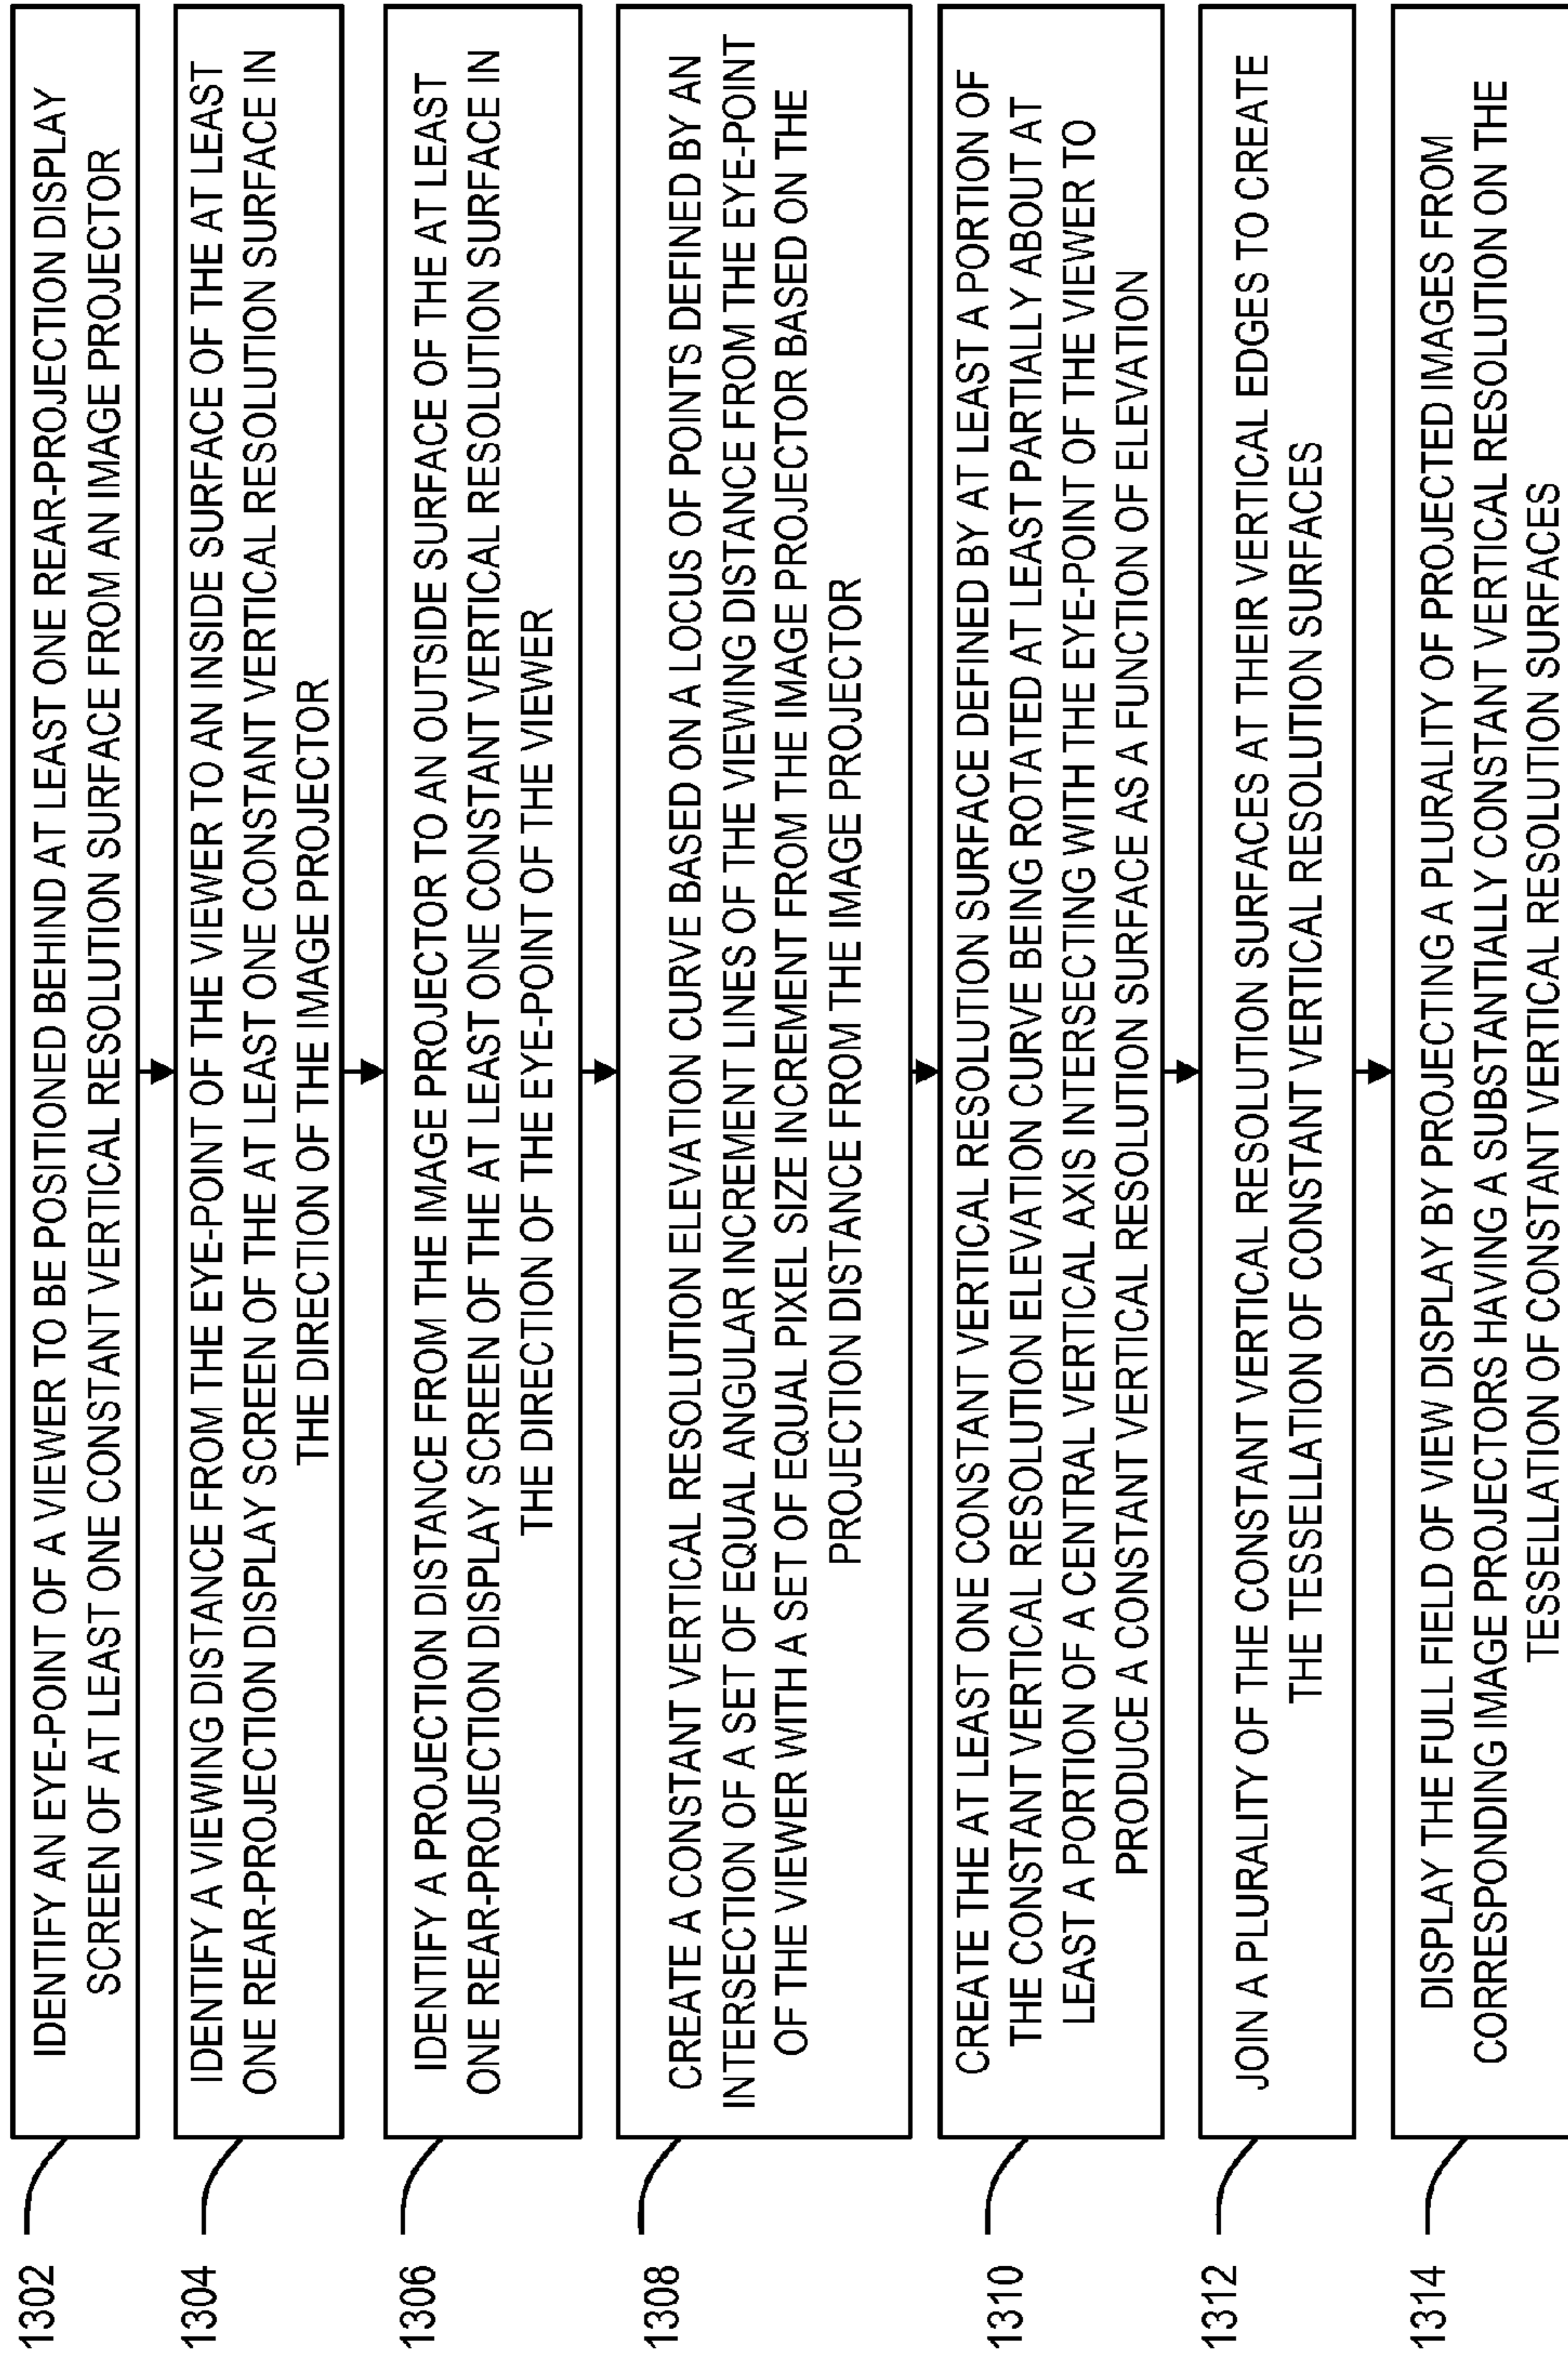 1302
IDENTIFY AN EYE-POINT OF A VIEWER TO BE POSITIONED BEHIND AT LEAST ONE REAR-PROJECTION DISPLAY
SCREEN OF AT LEAST ONE CONSTANT VERTICAL RESOLUTION SURFACE FROM AN IMAGE PROJECTOR
1304
IDENTIFY A VIEWING DISTANCE FROM THE EYE-POINT OF THE VIEWER TO AN INSIDE SURFACE OF THE AT LEAST
ONE REAR-PROJECTION DISPLAY SCREEN OF THE AT LEAST ONE CONSTANT VERTICAL RESOLUTION SURFACE IN
THE DIRECTION OF THE IMAGE PROJECTOR
1306
IDENTIFY A PROJECTION DISTANCE FROM THE IMAGE PROJECTOR TO AN OUTSIDE SURFACE OF THE AT LEAST
ONE REAR-PROJECTION DISPLAY SCREEN OF THE AT LEAST ONE CONSTANT VERTICAL RESOLUTION SURFACE IN
THE DIRECTION OF THE EYE-POINT OF THE VIEWER
1308
CREATE A CONSTANT VERTICAL RESOLUTION ELEVATION CURVE BASED ON A LOCUS OF POINTS DEFINED BY AN
INTERSECTION OF A SET OF EQUAL ANGULAR INCREMENT LINES OF THE VIEWING DISTANCE FROM THE EYE-POINT
OF THE VIEWER WITH A SET OF EQUAL PIXEL SIZE INCREMENT FROM THE IMAGE PROJECTOR BASED ON THE
PROJECTION DISTANCE FROM THE IMAGE PROJECTOR
1310
CREATE THE AT LEAST ONE CONSTANT VERTICAL RESOLUTION SURFACE DEFINED BY AT LEAST A PORTION OF
THE CONSTANT VERTICAL RESOLUTION ELEVATION CURVE BEING ROTATED AT LEAST PARTIALLY ABOUT AT
LEAST A PORTION OF A CENTRAL VERTICAL AXIS INTERSECTING WITH THE EYE-POINT OF THE VIEWER TO
PRODUCE A CONSTANT VERTICAL RESOLUTION SURFACE AS A FUNCTION OF ELEVATION
1312
JOIN A PLURALITY OF THE CONSTANT VERTICAL RESOLUTION SURFACES AT THEIR VERTICAL EDGES TO CREATE
THE TESSELLATION OF CONSTANT VERTICAL RESOLUTION SURFACES
1314
DISPLAY THE FULL FIELD OF VIEW DISPLAY BY PROJECTING A PLURALITY OF PROJECTED IMAGES FROM
CORRESPONDING IMAGE PROJECTORS HAVING A SUBSTANTIALLY CONSTANT VERTICAL RESOLUTION ON THE
TESSELLATION OF CONSTANT VERTICAL RESOLUTION SURFACES